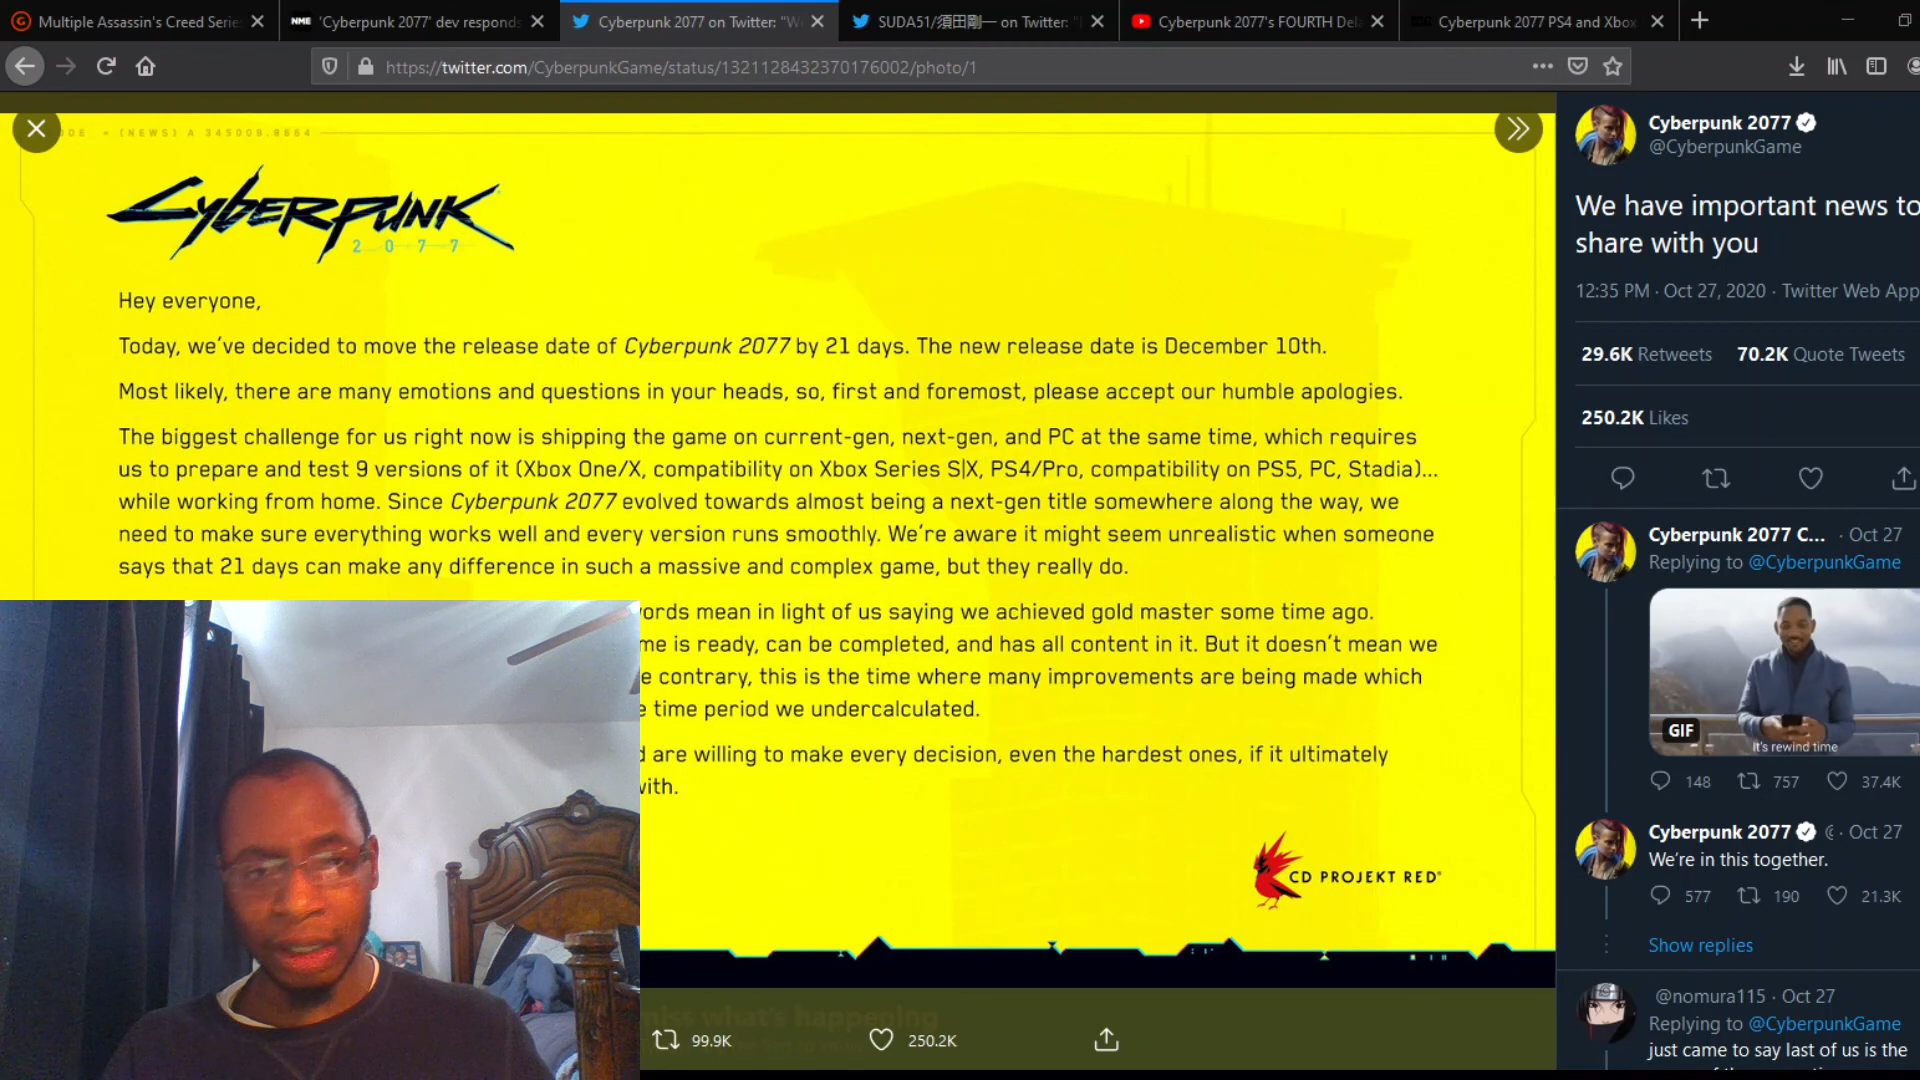 Multiple Assassin's Creed Serie
NME 'Cyberpunk 2077' dev responds
Cyberpunk 2077 on Twitter: "W
SUDA51/須田剛一 on Twitter: "
Cyberpunk 2077's FOURTH Del
Cyberpunk 2077 PS4 and Xbo
https://twitter.com/CyberpunkGame/status/1321128432370176002/photo/1
(NEWS) A 345009.8664
CYBERPUNK
2077
Hey everyone,
Today, we've decided to move the release date of Cyberpunk 2077 by 21 days. The new release date is December 10th.
Most likely, there are many emotions and questions in your heads, so, first and foremost, please accept our humble apologies.
The biggest challenge for us right now is shipping the game on current-gen, next-gen, and PC at the same time, which requires
us to prepare and test 9 versions of it (Xbox One/X, compatibility on Xbox Series S|X, PS4/Pro, compatibility on PS5, PC, Stadia)...
while working from home. Since Cyberpunk 2077 evolved towards almost being a next-gen title somewhere along the way, we
need to make sure everything works well and every version runs smoothly. We're aware it might seem unrealistic when someone
says that 21 days can make any difference in such a massive and complex game, but they really do.
ords mean in light of us saying we achieved gold master some time ago.
me is ready, can be completed, and has all content in it. But it doesn't mean we
e contrary, this is the time where many improvements are being made which
e time period we undercalculated.
d are willing to make every decision, even the hardest ones, if it ultimately
with.
CD PROJEKT RED
miss what's happening
99.9K 250.2K
Cyberpunk 2077
@CyberpunkGame
We have important news to
share with you
12:35 PM · Oct 27, 2020 · Twitter Web App
29.6K Retweets 70.2K Quote Tweets
250.2K Likes
Cyberpunk 2077 C... · Oct 27
Replying to @CyberpunkGame
GIF
It's rewind time
148 757 37.4K
Cyberpunk 2077 · Oct 27
We're in this together.
577 190 21.3K
Show replies
@nomura115 · Oct 27
Replying to @CyberpunkGame
just came to say last of us is the